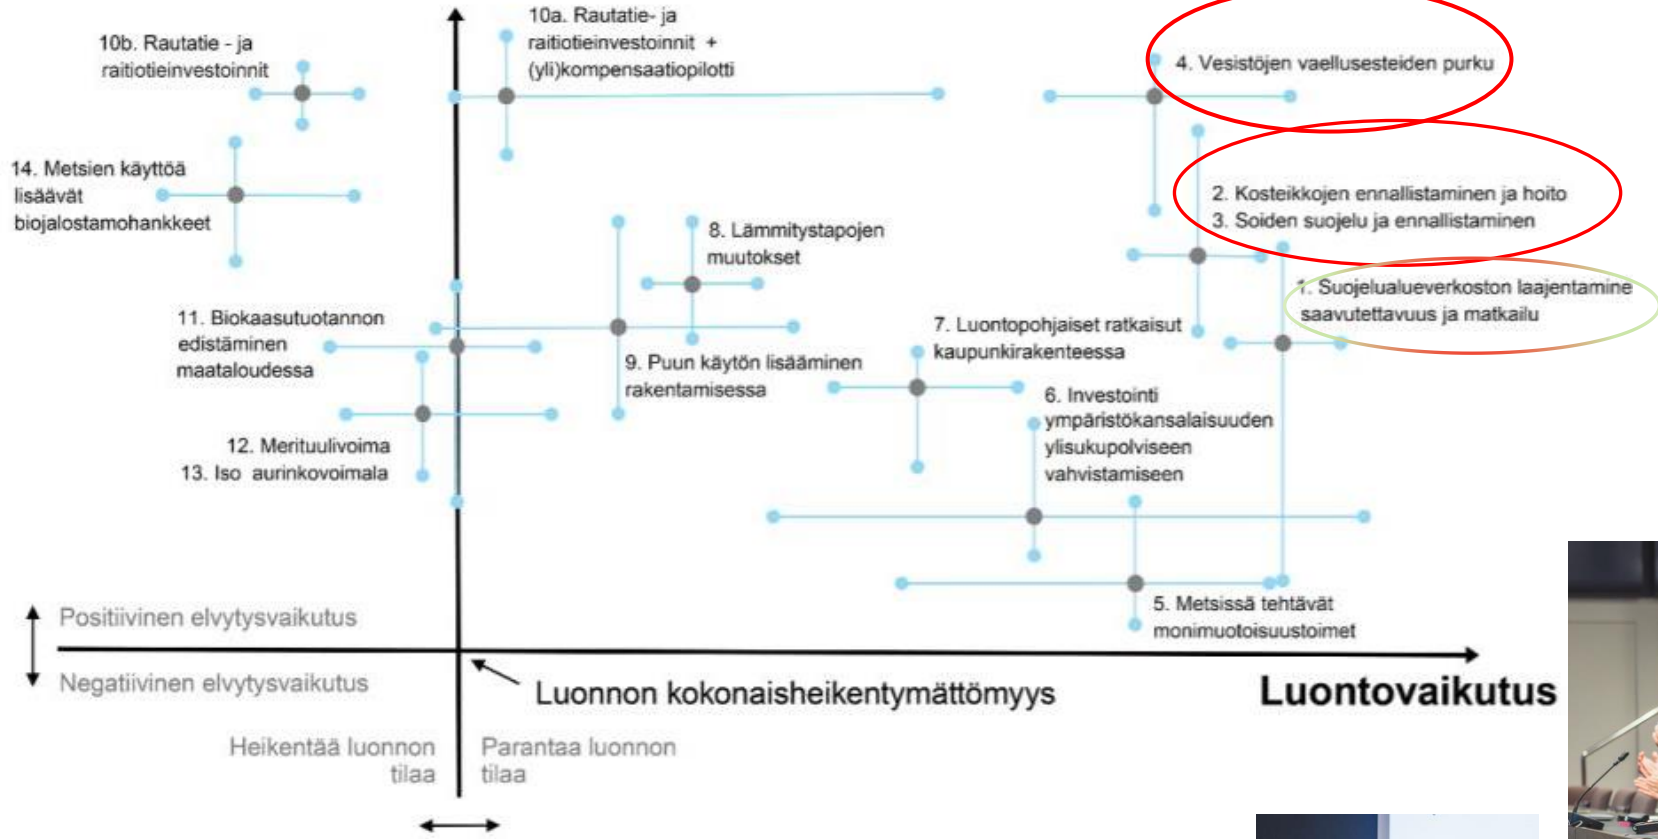 10a. Rautatie- ja
raitiotieinvestoinnit +
(yli)kompensaatiopilotti
10b. Rautatie - ja
raitiotieinvestoinnit
4. Vesistöjen vaellusesteiden purku
14. Metsien käyttöä
lisäävät
biojalostamohankkeet
2. Kosteikkojen ennallistaminen ja hoito
3. Soiden suojelu ja ennallistaminen
8. Lämmitystapojen
muutokset
1. Suojelualueverkoston laajentamine
saavutettavuus ja matkailu
11. Biokaasutuotannon
edistäminen
maataloudessa
7. Luontopohjaiset ratkaisut
kaupunkirakenteessa
9. Puun käytön lisääminen
rakentamisessa
6. Investointi
ympäristökansalaisuuden
ylisukupolviseen
vahvistamiseen
12. Merituulivoima
13. Iso aurinkovoimala
5. Metsissä tehtävät
monimuotoisuustoimet
Positiivinen elvytysvaikutus
Negatiivinen elvytysvaikutus
Luonnon kokonaisheikentymättömyys
Luontovaikutus
Heikentää luonnon
tilaa
Parantaa luonnon
tilaa